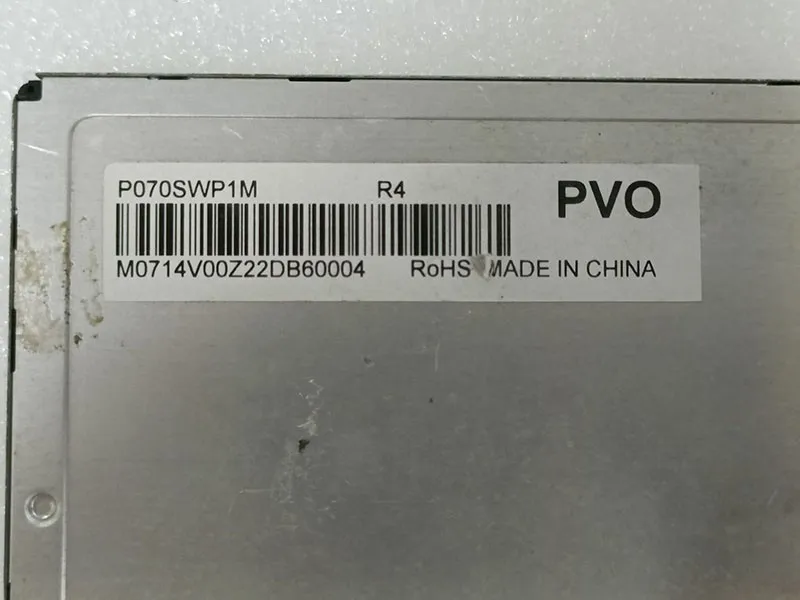 P070SWP1M R4 PVO
M0714V00Z22DB60004 RoHS MADE IN CHINA